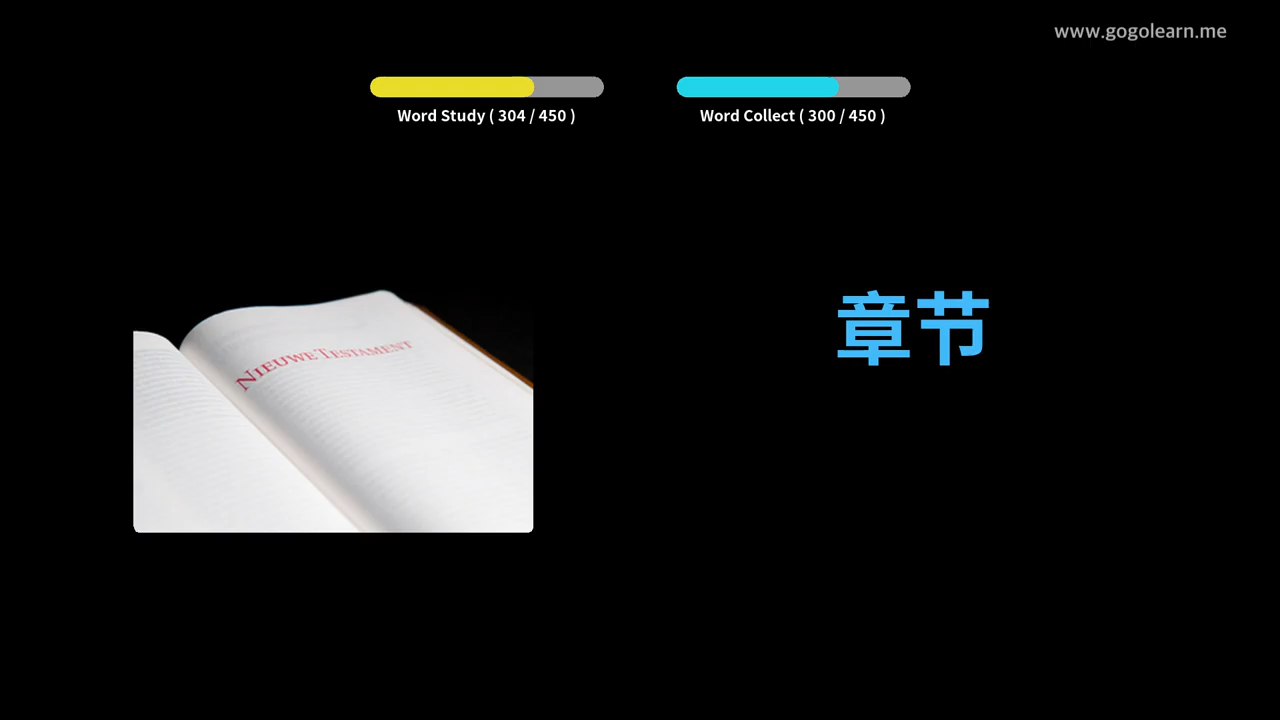 www.gogolearn.me
Word Study ( 304 / 450 )
Word Collect ( 300 / 450 )
NIEUWE TESTAMENT
章节